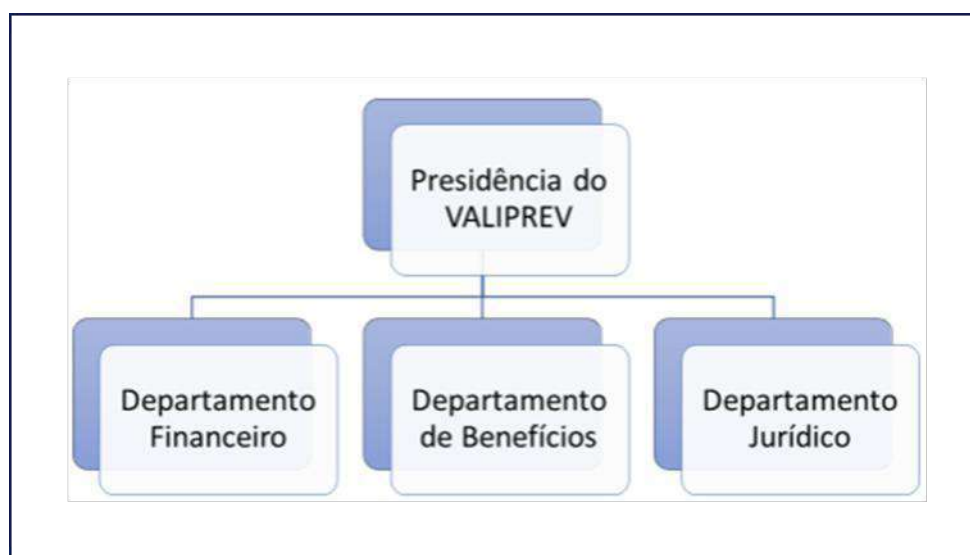 Presidência do
VALIPREV
Departamento
Financeiro
Departamento
de Benefícios
Departamento
Jurídico